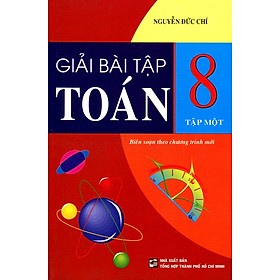 NGUYỄN ĐỨC CHÍ
GIẢI BÀI TẬP
TOÁN 8
TẬP MỘT
Biên soạn theo chương trình mới
NHÀ XUẤT BẢN
TỔNG HỢP THÀNH PHỐ HỒ CHÍ MINH